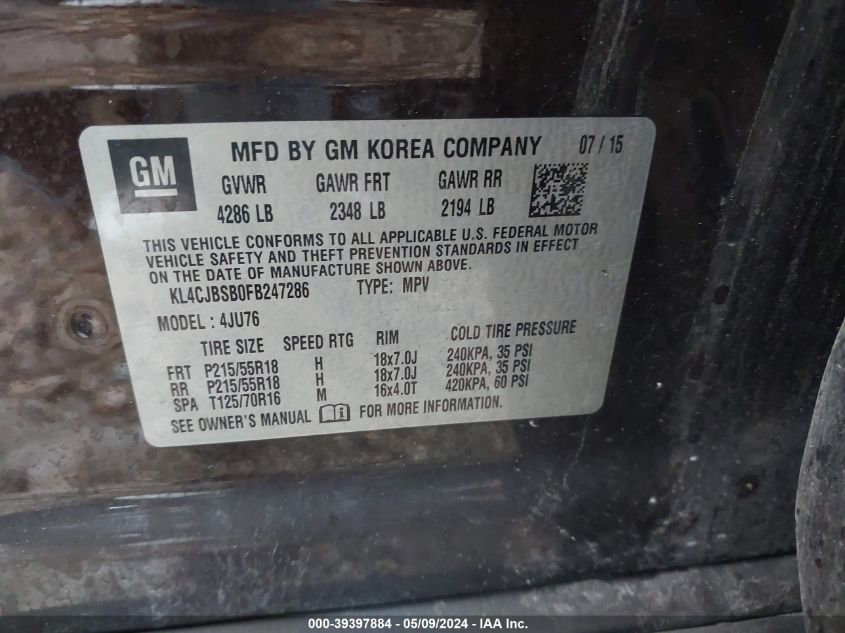 GM
MFD BY GM KOREA COMPANY 07 / 15
GVWR GAWR FRT GAWR RR
4286 LB 2348 LB 2194 LB
THIS VEHICLE CONFORMS TO ALL APPLICABLE U.S. FEDERAL MOTOR
VEHICLE SAFETY AND THEFT PREVENTION STANDARDS IN EFFECT
ON THE DATE OF MANUFACTURE SHOWN ABOVE.
KL4CJBSB0FB247286 TYPE: MPV
MODEL : 4JU76
TIRE SIZE SPEED RTG RIM COLD TIRE PRESSURE
FRT P215/55R18 H 18x7.0J 240KPA, 35 PSI
RR P215/55R18 H 18x7.0J 240KPA, 35 PSI
SPA T125/70R16 M 16x4.0T 420KPA, 60 PSI
SEE OWNER'S MANUAL i FOR MORE INFORMATION.
000-39397884 - 05/09/2024 - IAAI, Inc.